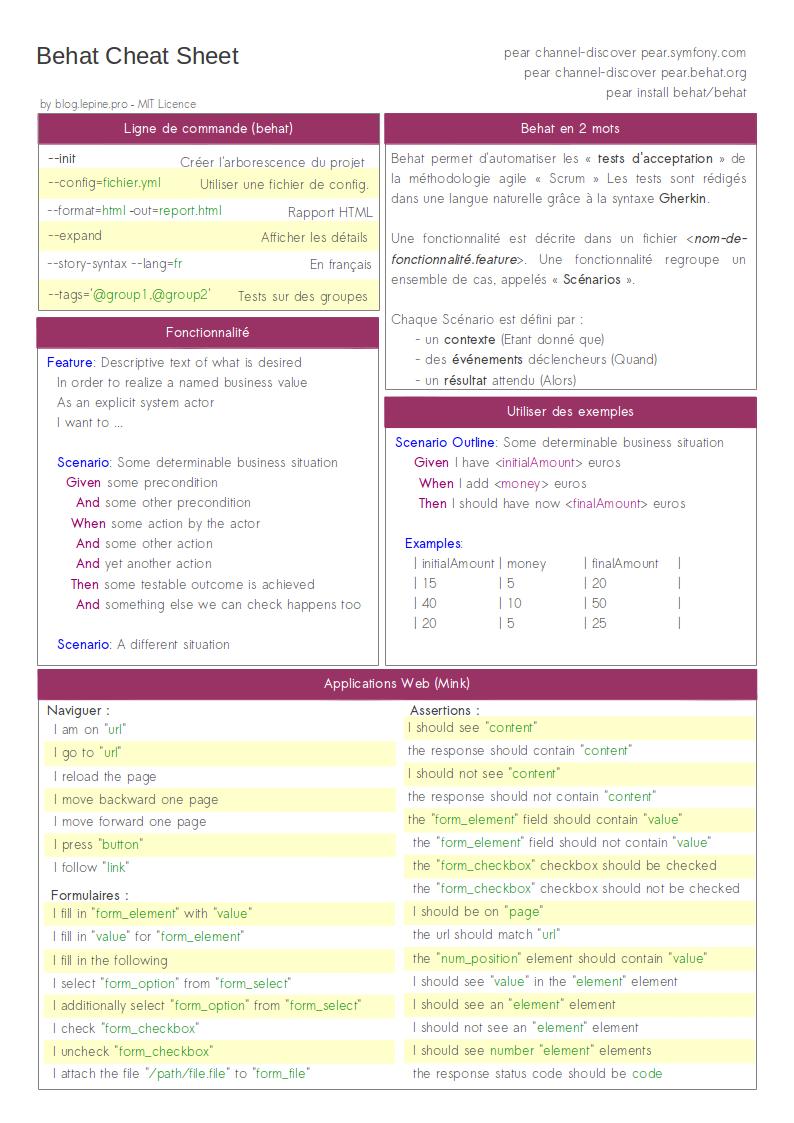 Behat Cheat Sheet
pear channel-discover pear.symfony.com
pear channel-discover pear.behat.org
pear install behat/behat
by blog.lepine.pro - MIT Licence
Ligne de commande (behat)
--init Créer l'arborescence du projet
--config=fichier.yml Utiliser une fichier de config.
--format=html -out=report.html Rapport HTML
--expand Afficher les détails
--story-syntax --lang=fr En français
--tags='@group1,@group2' Tests sur des groupes
Behat en 2 mots
Behat permet d'automatiser les « tests d'acceptation » de
la méthodologie agile « Scrum » Les tests sont rédigés
dans une langue naturelle grâce à la syntaxe Gherkin.
Une fonctionnalité est décrite dans un fichier <nom-de-
fonctionnalité.feature>. Une fonctionnalité regroupe un
ensemble de cas, appelés « Scénarios ».
Chaque Scénario est défini par :
- un contexte (Etant donné que)
- des événements déclencheurs (Quand)
- un résultat attendu (Alors)
Fonctionnalité
Feature: Descriptive text of what is desired
In order to realize a named business value
As an explicit system actor
I want to ...
Scenario: Some determinable business situation
Given some precondition
And some other precondition
When some action by the actor
And some other action
And yet another action
Then some testable outcome is achieved
And something else we can check happens too
Scenario: A different situation
Utiliser des exemples
Scenario Outline: Some determinable business situation
Given I have <initialAmount> euros
When I add <money> euros
Then I should have now <finalAmount> euros
Examples:
| initialAmount | money | finalAmount |
| 15 | 5 | 20 |
| 40 | 10 | 50 |
| 20 | 5 | 25 |
Applications Web (Mink)
Naviguer :
I am on "url"
I go to "url"
I reload the page
I move backward one page
I move forward one page
I press "button"
I follow "link"
Formulaires :
I fill in "form_element" with "value"
I fill in "value" for "form_element"
I fill in the following
I select "form_option" from "form_select"
I additionally select "form_option" from "form_select"
I check "form_checkbox"
I uncheck "form_checkbox"
I attach the file "/path/file.file" to "form_file"
Assertions :
I should see "content"
the response should contain "content"
I should not see "content"
the response should not contain "content"
the "form_element" field should contain "value"
the "form_element" field should not contain "value"
the "form_checkbox" checkbox should be checked
the "form_checkbox" checkbox should not be checked
I should be on "page"
the url should match "url"
the "num_position" element should contain "value"
I should see "value" in the "element" element
I should see an "element" element
I should not see an "element" element
I should see number "element" elements
the response status code should be code